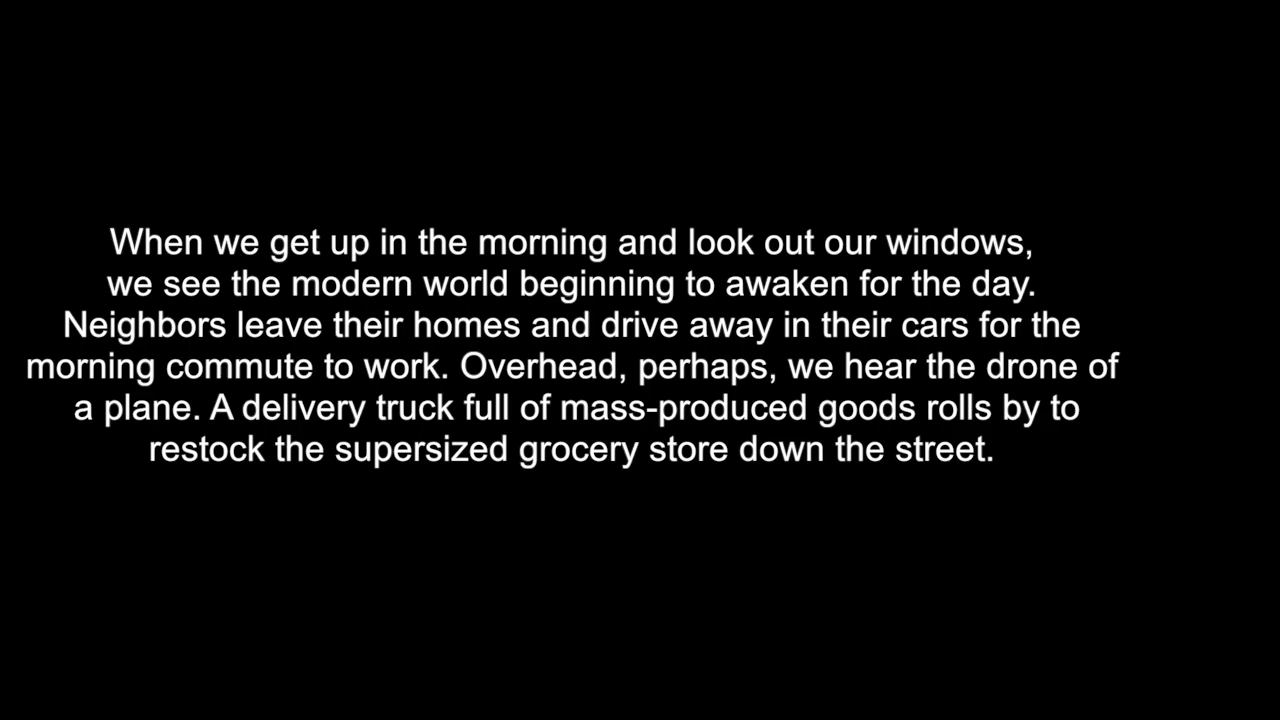 When we get up in the morning and look out our windows,
we see the modern world beginning to awaken for the day.
Neighbors leave their homes and drive away in their cars for the
morning commute to work. Overhead, perhaps, we hear the drone of
a plane. A delivery truck full of mass-produced goods rolls by to
restock the supersized grocery store down the street.